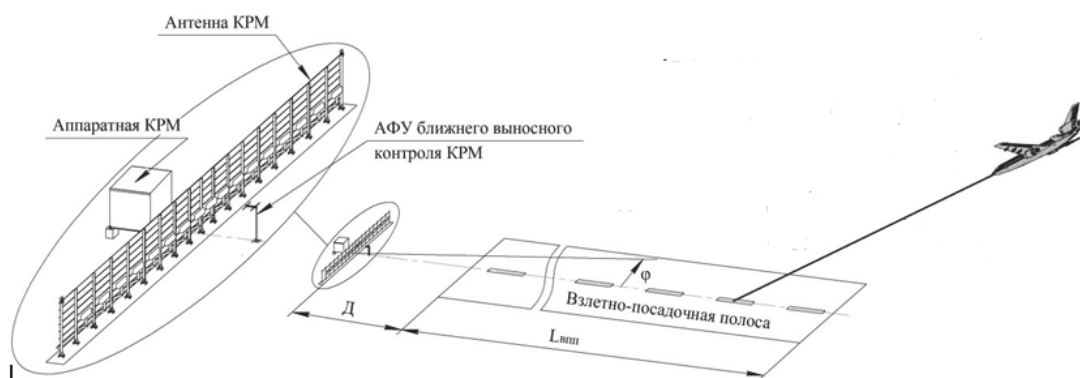 Антенна КРМ
Аппаратная КРМ
АФУ ближнего выносного
контроля КРМ
φ
Взлетно-посадочная полоса
Д
Lвпп